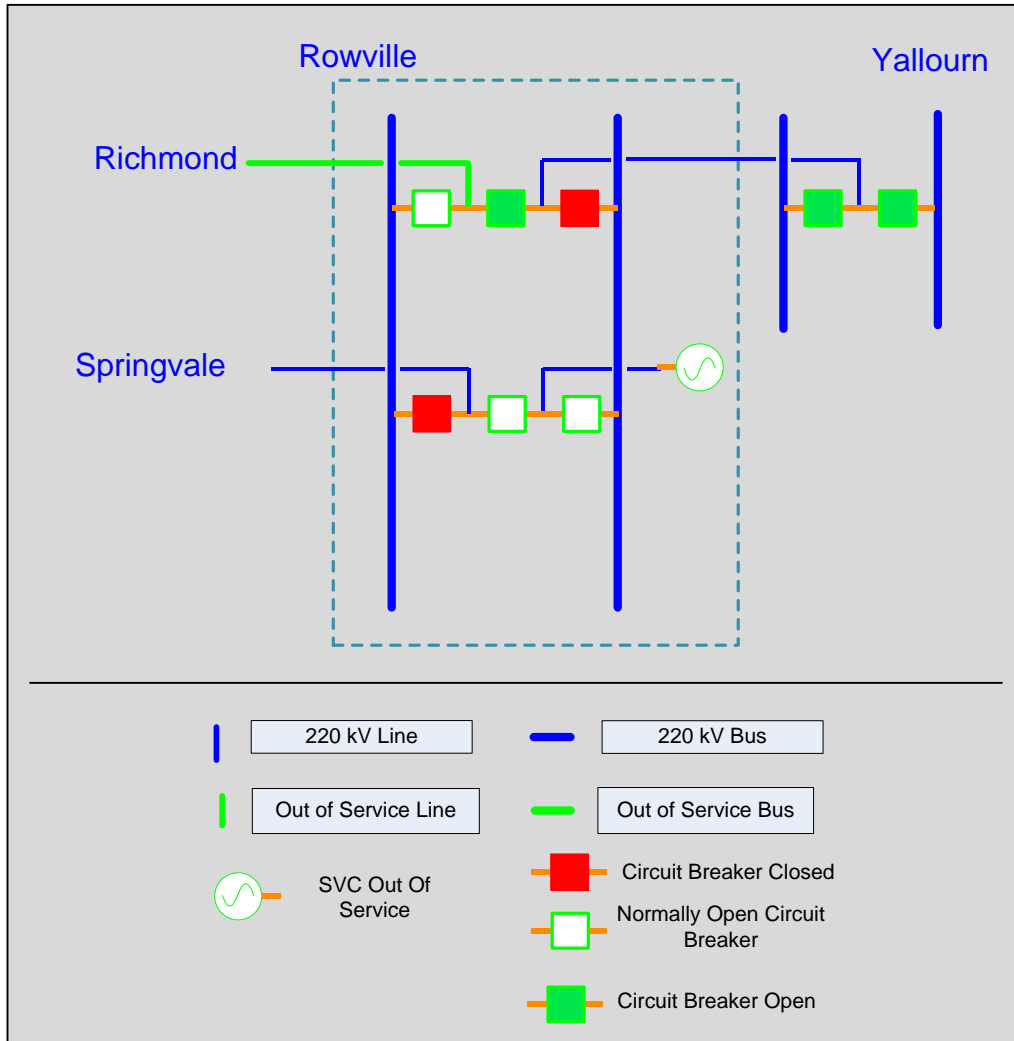 Rowville
Yallourn
Richmond
Springvale
220 kV Line
220 kV Bus
Out of Service Line
Out of Service Bus
SVC Out Of
Service
Circuit Breaker Closed
Normally Open Circuit
Breaker
Circuit Breaker Open